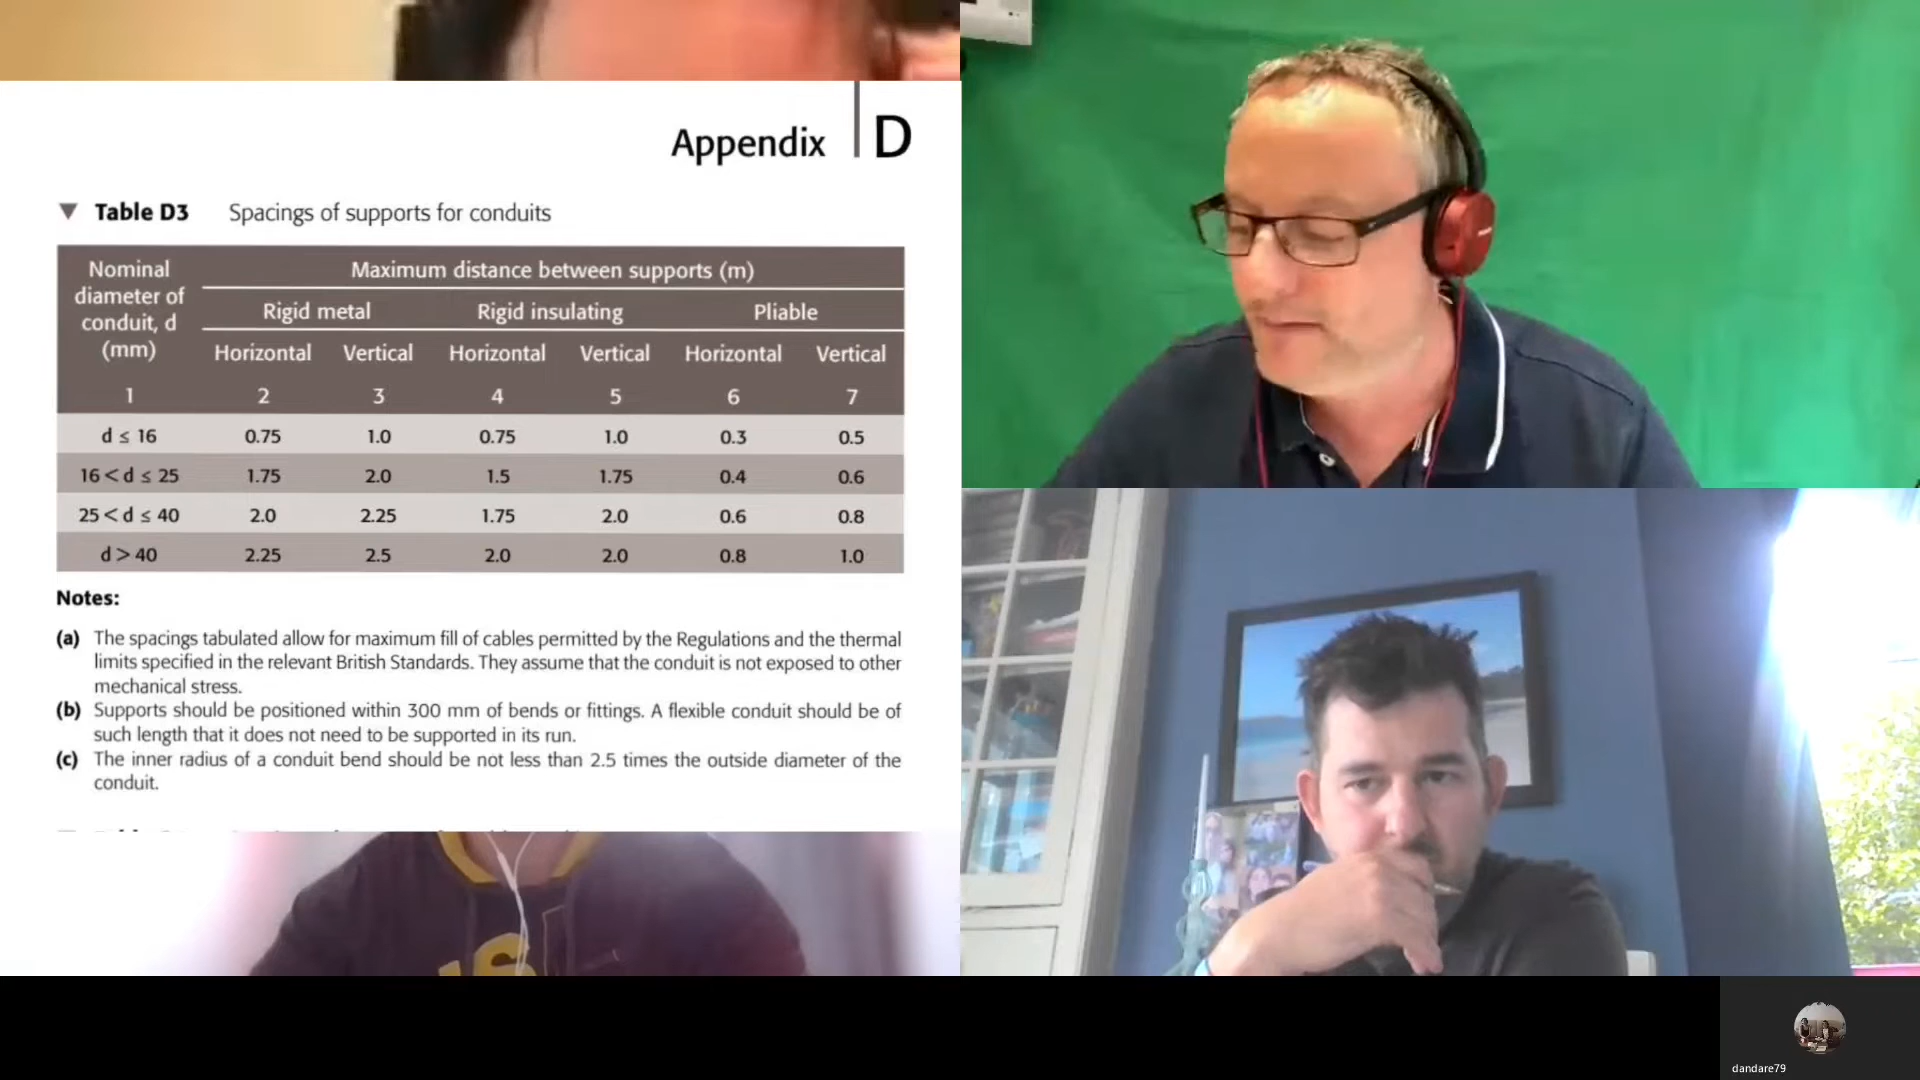 Appendix D
▼ Table D3 Spacings of supports for conduits
Nominal diameter of conduit, d (mm)
Maximum distance between supports (m)
Rigid metal Rigid insulating Pliable
Horizontal Vertical Horizontal Vertical Horizontal Vertical
1 2 3 4 5 6 7
d ≤ 16 0.75 1.0 0.75 1.0 0.3 0.5
16 < d ≤ 25 1.75 2.0 1.5 1.75 0.4 0.6
25 < d ≤ 40 2.0 2.25 1.75 2.0 0.6 0.8
d > 40 2.25 2.5 2.0 2.0 0.8 1.0
Notes:
(a) The spacings tabulated allow for maximum fill of cables permitted by the Regulations and the thermal
limits specified in the relevant British Standards. They assume that the conduit is not exposed to other
mechanical stress.
(b) Supports should be positioned within 300 mm of bends or fittings. A flexible conduit should be of
such length that it does not need to be supported in its run.
(c) The inner radius of a conduit bend should be not less than 2.5 times the outside diameter of the
conduit.
dandare79